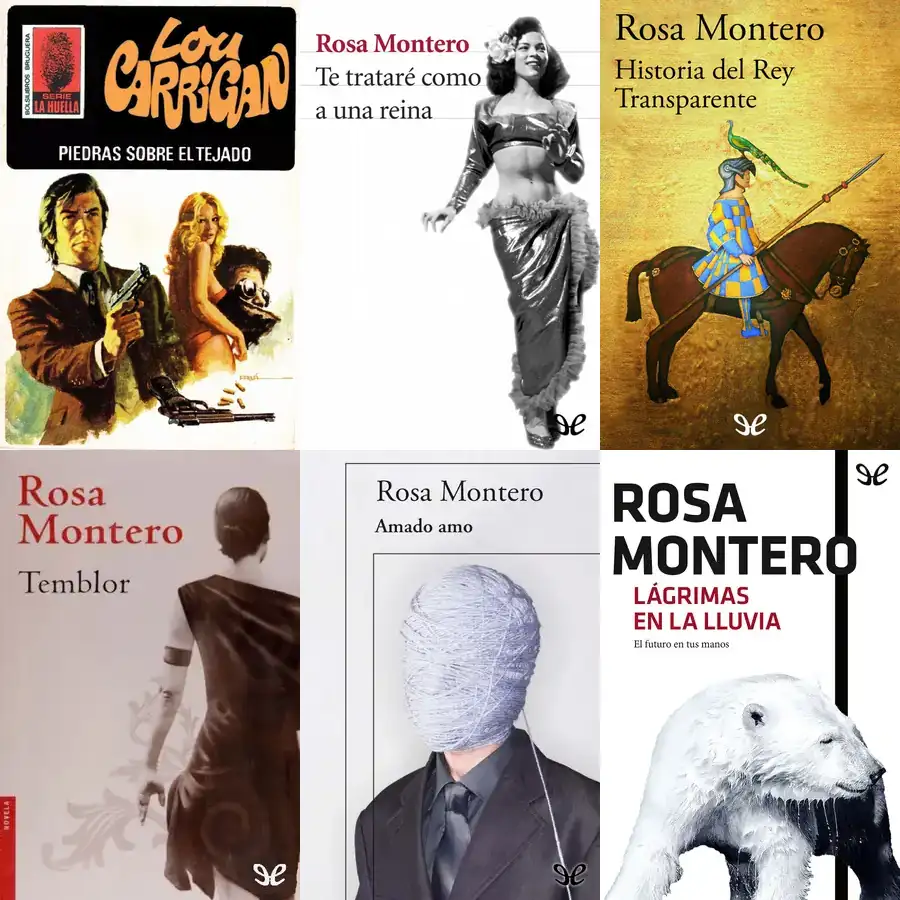 BOLSILIBROS BRUGUERA
SERIE
LA HUELLA
LOU
CARRIGAN
PIEDRAS SOBRE EL TEJADO
Rosa Montero
Te trataré como
a una reina
Rosa Montero
Historia del Rey
Transparente
Rosa
Montero
Temblor
NOVELA
Rosa Montero
Amado amo
ROSA
MONTERO
LÁGRIMAS
EN LA LLUVIA
El futuro en tus manos